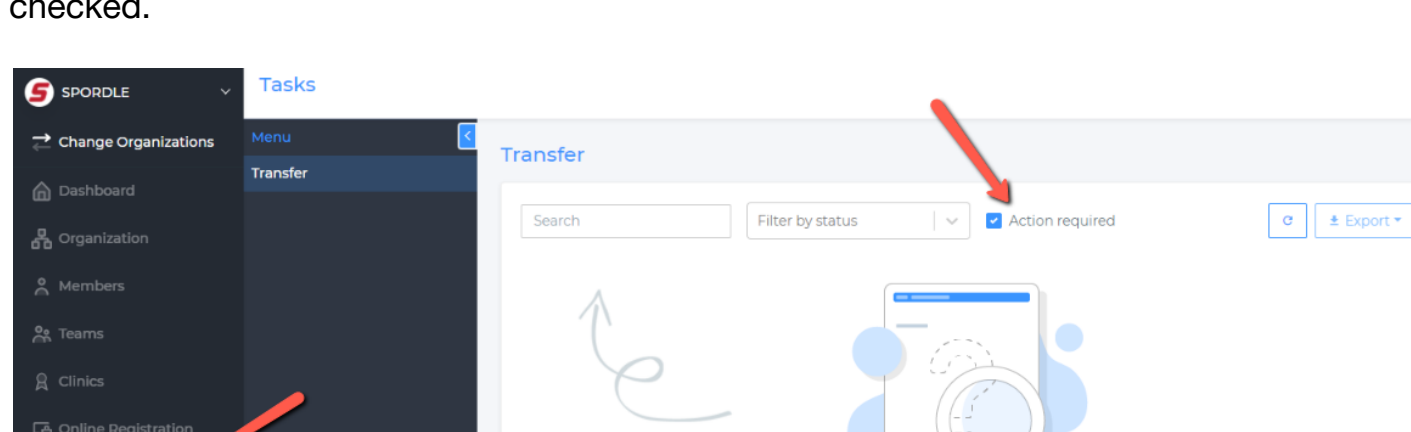 checked.
SPORDLE
Tasks
Change Organizations
Menu
Transfer
Transfer
Dashboard
Search
Filter by status
Action required
Export
Organization
Members
Teams
Clinics
Online Registration